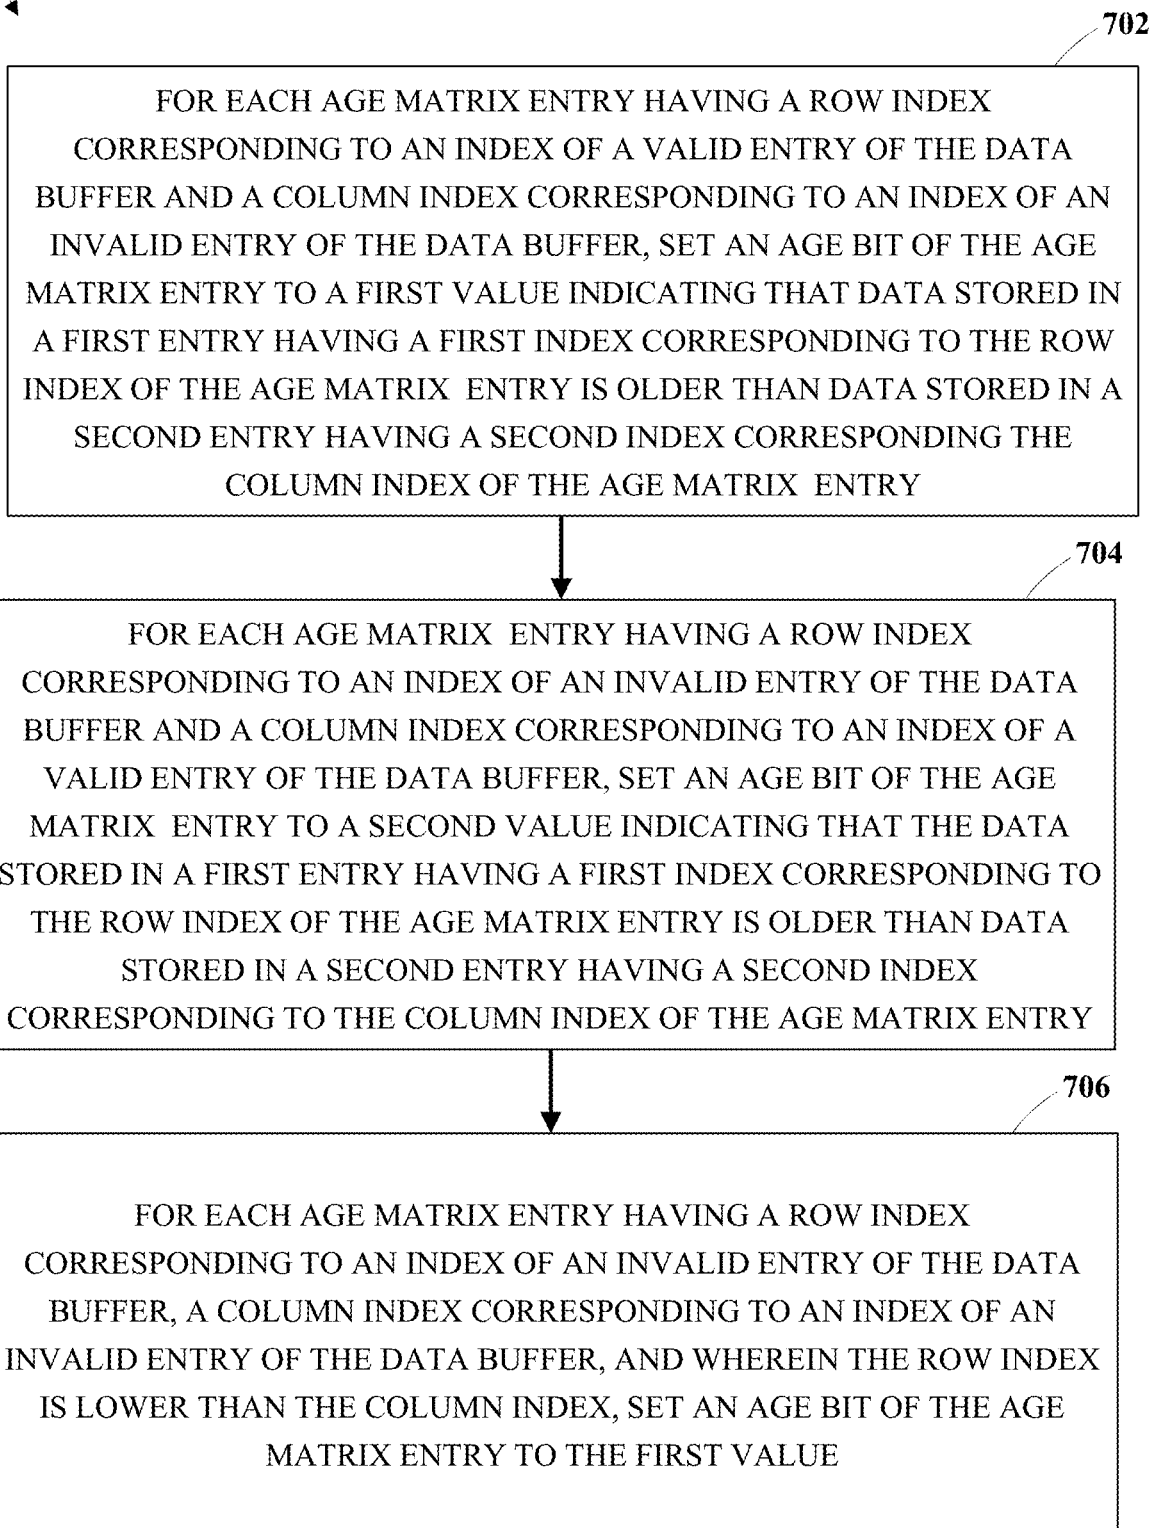 702
FOR EACH AGE MATRIX ENTRY HAVING A ROW INDEX
CORRESPONDING TO AN INDEX OF A VALID ENTRY OF THE DATA
BUFFER AND A COLUMN INDEX CORRESPONDING TO AN INDEX OF AN
INVALID ENTRY OF THE DATA BUFFER, SET AN AGE BIT OF THE AGE
MATRIX ENTRY TO A FIRST VALUE INDICATING THAT DATA STORED IN
A FIRST ENTRY HAVING A FIRST INDEX CORRESPONDING TO THE ROW
INDEX OF THE AGE MATRIX ENTRY IS OLDER THAN DATA STORED IN A
SECOND ENTRY HAVING A SECOND INDEX CORRESPONDING THE
COLUMN INDEX OF THE AGE MATRIX ENTRY
704
FOR EACH AGE MATRIX ENTRY HAVING A ROW INDEX
CORRESPONDING TO AN INDEX OF AN INVALID ENTRY OF THE DATA
BUFFER AND A COLUMN INDEX CORRESPONDING TO AN INDEX OF A
VALID ENTRY OF THE DATA BUFFER, SET AN AGE BIT OF THE AGE
MATRIX ENTRY TO A SECOND VALUE INDICATING THAT THE DATA
STORED IN A FIRST ENTRY HAVING A FIRST INDEX CORRESPONDING TO
THE ROW INDEX OF THE AGE MATRIX ENTRY IS OLDER THAN DATA
STORED IN A SECOND ENTRY HAVING A SECOND INDEX
CORRESPONDING TO THE COLUMN INDEX OF THE AGE MATRIX ENTRY
706
FOR EACH AGE MATRIX ENTRY HAVING A ROW INDEX
CORRESPONDING TO AN INDEX OF AN INVALID ENTRY OF THE DATA
BUFFER, A COLUMN INDEX CORRESPONDING TO AN INDEX OF AN
INVALID ENTRY OF THE DATA BUFFER, AND WHEREIN THE ROW INDEX
IS LOWER THAN THE COLUMN INDEX, SET AN AGE BIT OF THE AGE
MATRIX ENTRY TO THE FIRST VALUE